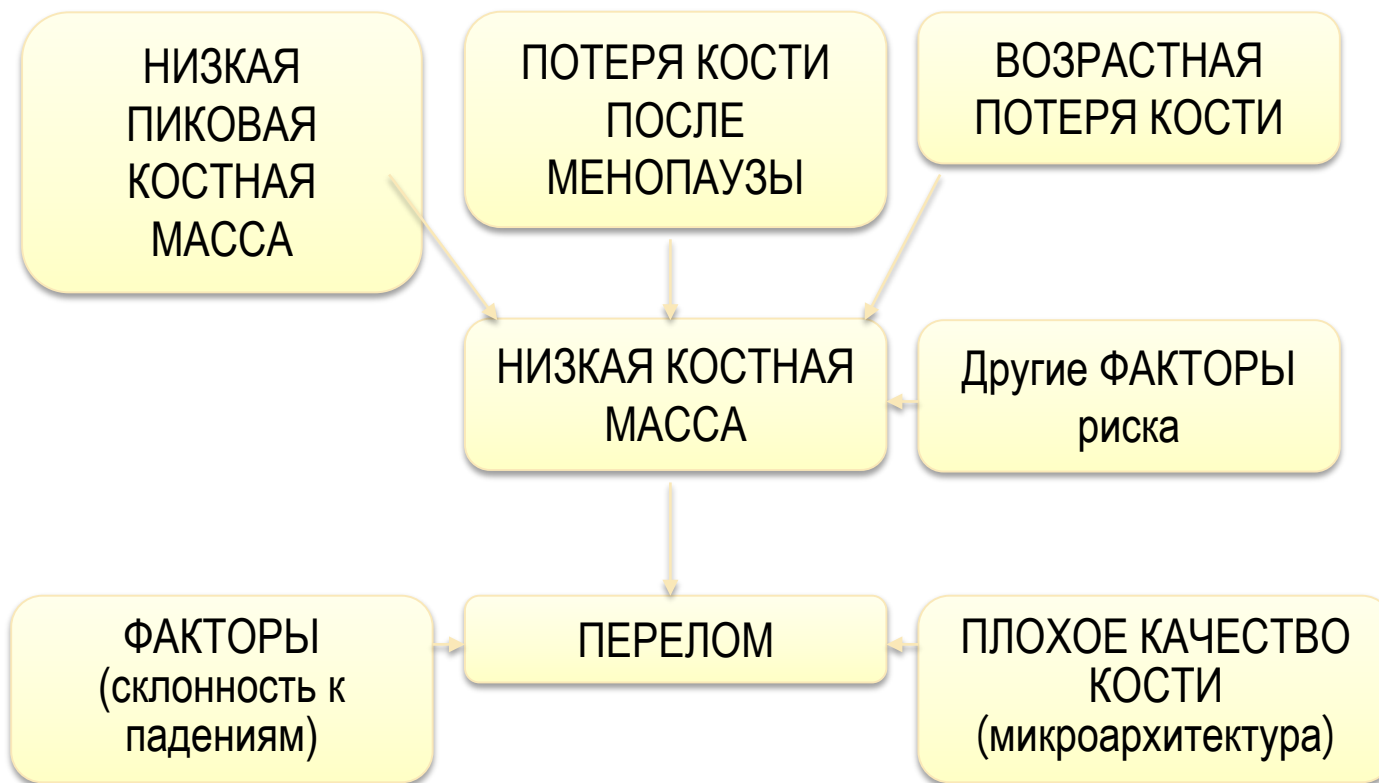 НИЗКАЯ
ПИКОВАЯ
КОСТНАЯ
МАССА
ПОТЕРЯ КОСТИ
ПОСЛЕ
МЕНОПАУЗЫ
ВОЗРАСТНАЯ
ПОТЕРЯ КОСТИ
НИЗКАЯ КОСТНАЯ
МАССА
Другие ФАКТОРЫ
риска
ФАКТОРЫ
(склонность к
падениям)
ПЕРЕЛОМ
ПЛОХОЕ КАЧЕСТВО
КОСТИ
(микроархитектура)